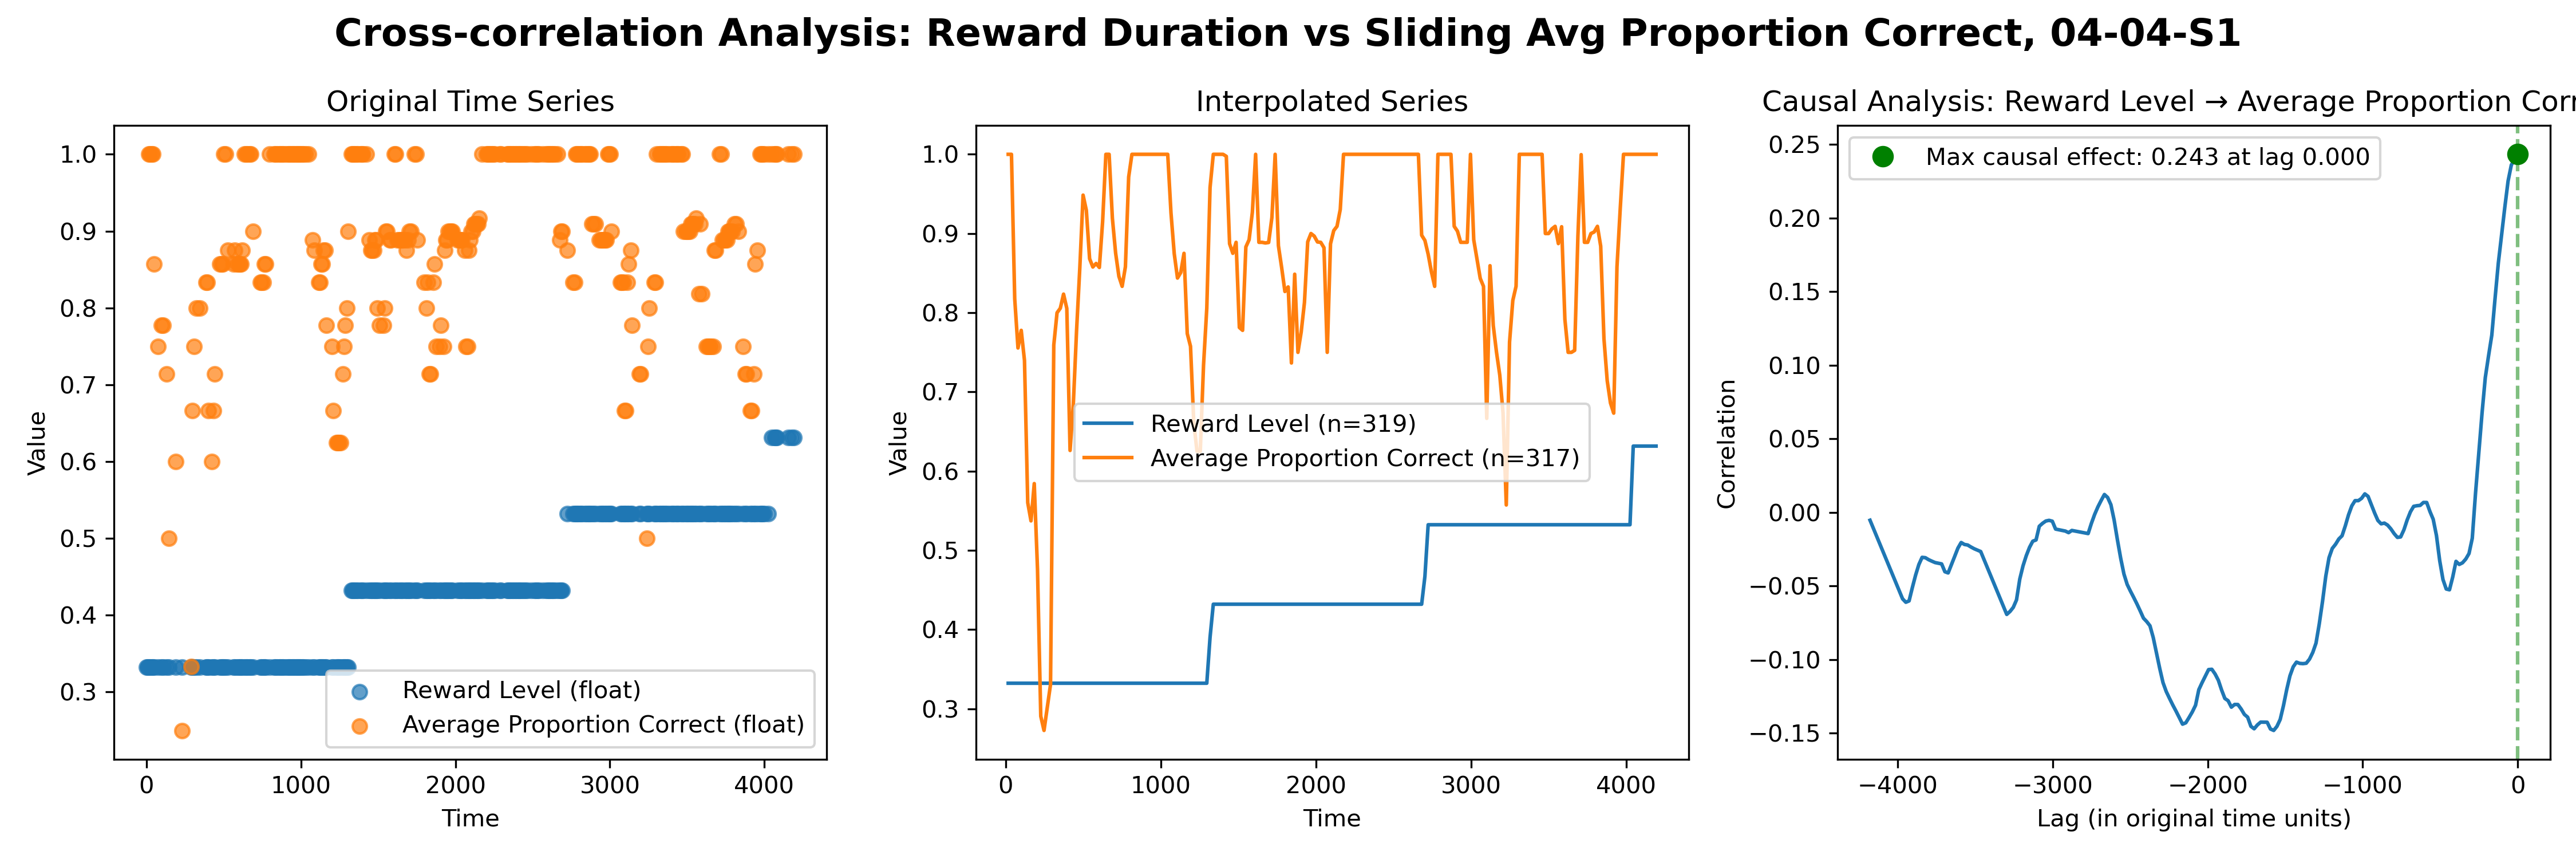 Cross-correlation Analysis: Reward Duration vs Sliding Avg Proportion Correct, 04-04-S1
Original Time Series
Value
1.0
0.9
0.8
0.7
0.6
0.5
0.4
0.3
Reward Level (float)
Average Proportion Correct (float)
0 1000 2000 3000 4000
Time
Interpolated Series
Value
1.0
0.9
0.8
0.7
0.6
0.5
0.4
0.3
Reward Level (n=319)
Average Proportion Correct (n=317)
0 1000 2000 3000 4000
Time
Causal Analysis: Reward Level → Average Proportion Corr
Correlation
0.25
0.20
0.15
0.10
0.05
0.00
−0.05
−0.10
−0.15
Max causal effect: 0.243 at lag 0.000
−4000 −3000 −2000 −1000 0
Lag (in original time units)